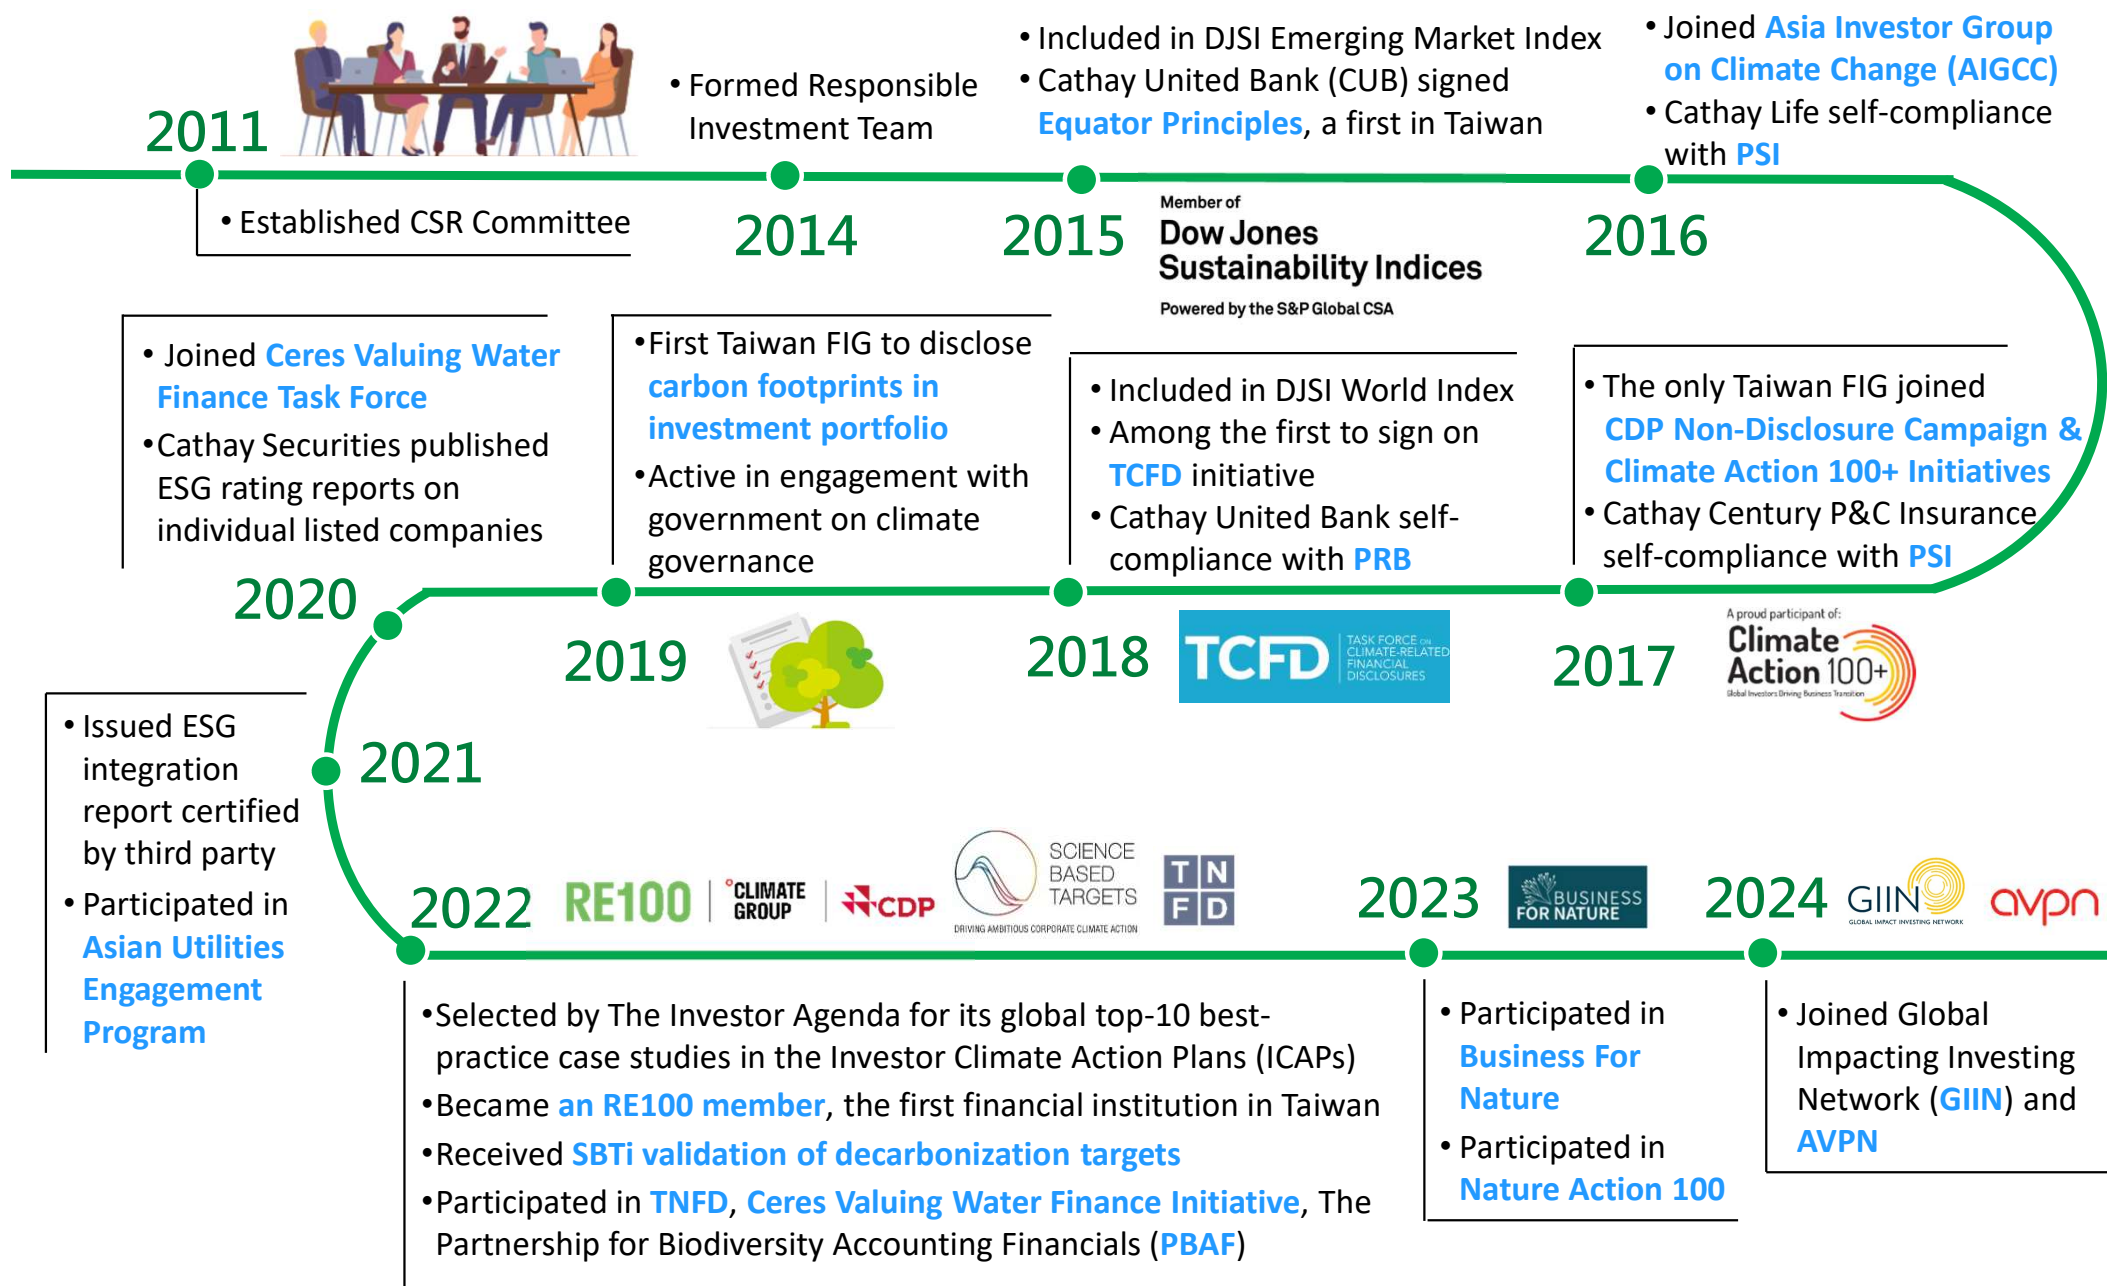 2011
• Established CSR Committee
• Formed Responsible
Investment Team
2014
• Included in DJSI Emerging Market Index
• Cathay United Bank (CUB) signed
Equator Principles, a first in Taiwan
2015
Member of
Dow Jones
Sustainability Indices
Powered by the S&P Global CSA
• Joined Asia Investor Group
on Climate Change (AIGCC)
• Cathay Life self-compliance
with PSI
2016
• The only Taiwan FIG joined
CDP Non-Disclosure Campaign &
Climate Action 100+ Initiatives
• Cathay Century P&C Insurance
self-compliance with PSI
2017
A proud participant of:
Climate
Action 100+
Global Investors Driving Business Transition
• Included in DJSI World Index
• Among the first to sign on
TCFD initiative
• Cathay United Bank self-
compliance with PRB
2018
TCFD
TASK FORCE ON
CLIMATE-RELATED
FINANCIAL
DISCLOSURES
• First Taiwan FIG to disclose
carbon footprints in
investment portfolio
• Active in engagement with
government on climate
governance
2019
• Joined Ceres Valuing Water
Finance Task Force
• Cathay Securities published
ESG rating reports on
individual listed companies
2020
• Issued ESG
integration
report certified
by third party
• Participated in
Asian Utilities
Engagement
Program
2021
2022
RE100
°CLIMATE
GROUP
CDP
SCIENCE
BASED
TARGETS
DRIVING AMBITIOUS CORPORATE CLIMATE ACTION
TN
FD
• Selected by The Investor Agenda for its global top-10 best-
practice case studies in the Investor Climate Action Plans (ICAPs)
• Became an RE100 member, the first financial institution in Taiwan
• Received SBTi validation of decarbonization targets
• Participated in TNFD, Ceres Valuing Water Finance Initiative, The
Partnership for Biodiversity Accounting Financials (PBAF)
2023
BUSINESS
FOR NATURE
• Participated in
Business For
Nature
• Participated in
Nature Action 100
2024
GIIN
GLOBAL IMPACT INVESTING NETWORK
avpn
• Joined Global
Impacting Investing
Network (GIIN) and
AVPN